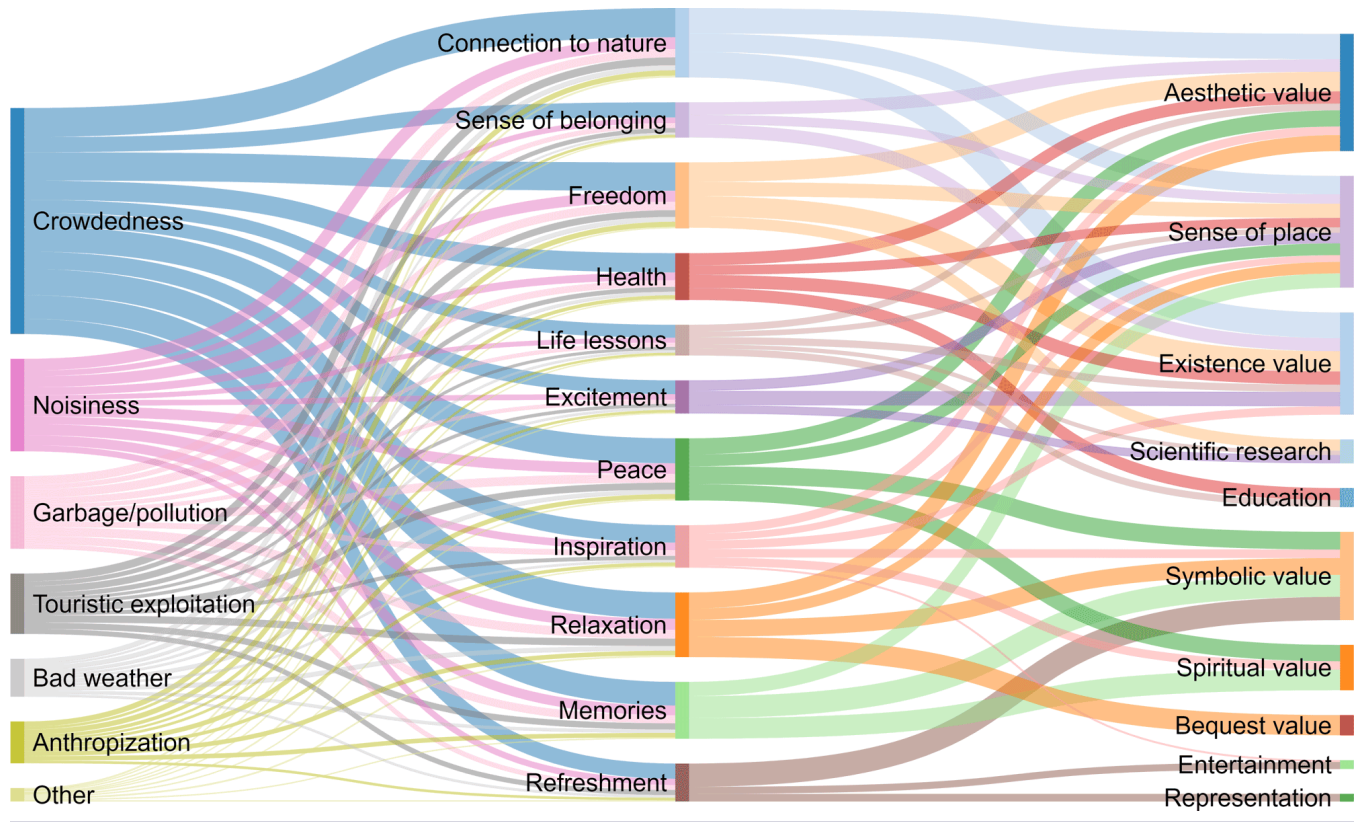 Crowdedness
Noisiness
Garbage/pollution
Touristic exploitation
Bad weather
Anthropization
Other
Connection to nature
Sense of belonging
Freedom
Health
Life lessons
Excitement
Peace
Inspiration
Relaxation
Memories
Refreshment
Aesthetic value
Sense of place
Existence value
Scientific research
Education
Symbolic value
Spiritual value
Bequest value
Entertainment
Representation